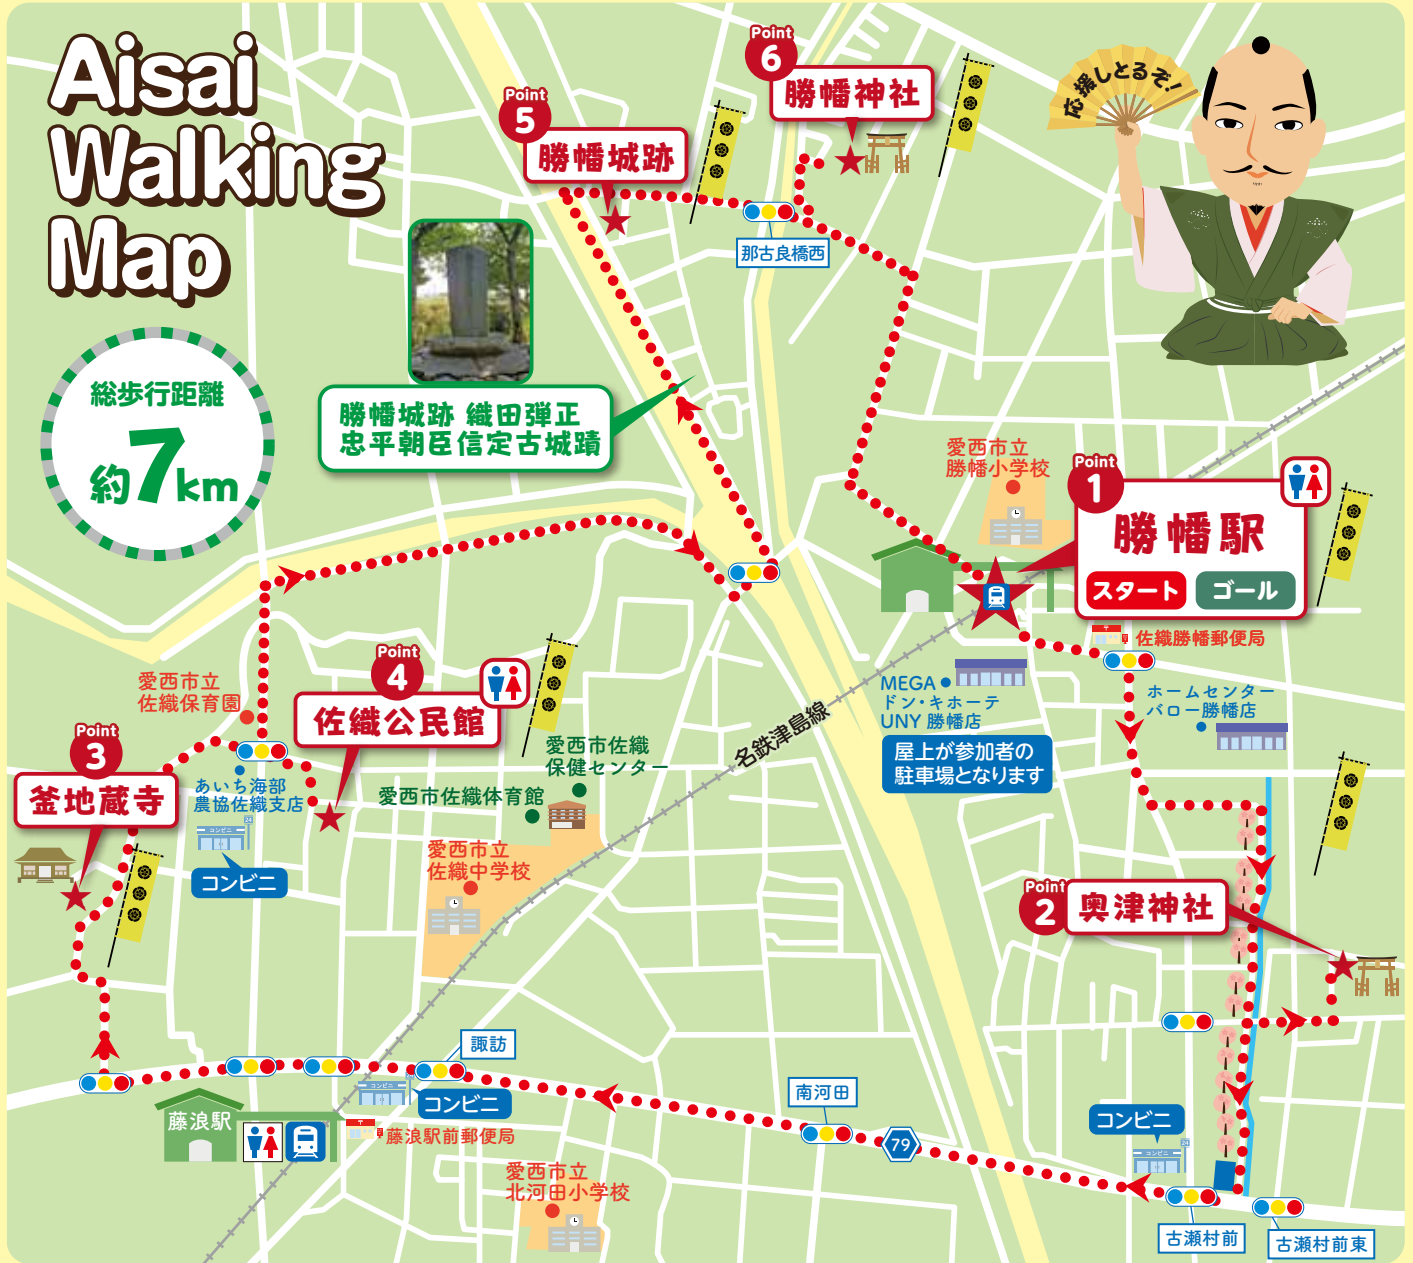 Aisai
Walking
Map
総歩行距離
約7km
Point
6
勝幡神社
Point
5
勝幡城跡
応援しとるぞ!
那古良橋西
勝幡城跡 織田弾正
忠平朝臣信定古城蹟
愛西市立
勝幡小学校
Point
1
勝幡駅
スタート
ゴール
佐織勝幡郵便局
MEGA
ドン・キホーテ
UNY 勝幡店
屋上が参加者の
駐車場となります
ホームセンター
バロー勝幡店
名鉄津島線
Point
4
佐織公民館
愛西市立
佐織保育園
Point
3
釜地蔵寺
あいち海部
農協佐織支店
コンビニ
コンビニ
愛西市佐織
保健センター
愛西市佐織体育館
愛西市立
佐織中学校
Point
2
奥津神社
諏訪
コンビニ
コンビニ
藤浪駅
藤浪駅前郵便局
南河田
79
愛西市立
北河田小学校
コンビニ
コンビニ
古瀬村前
古瀬村前東